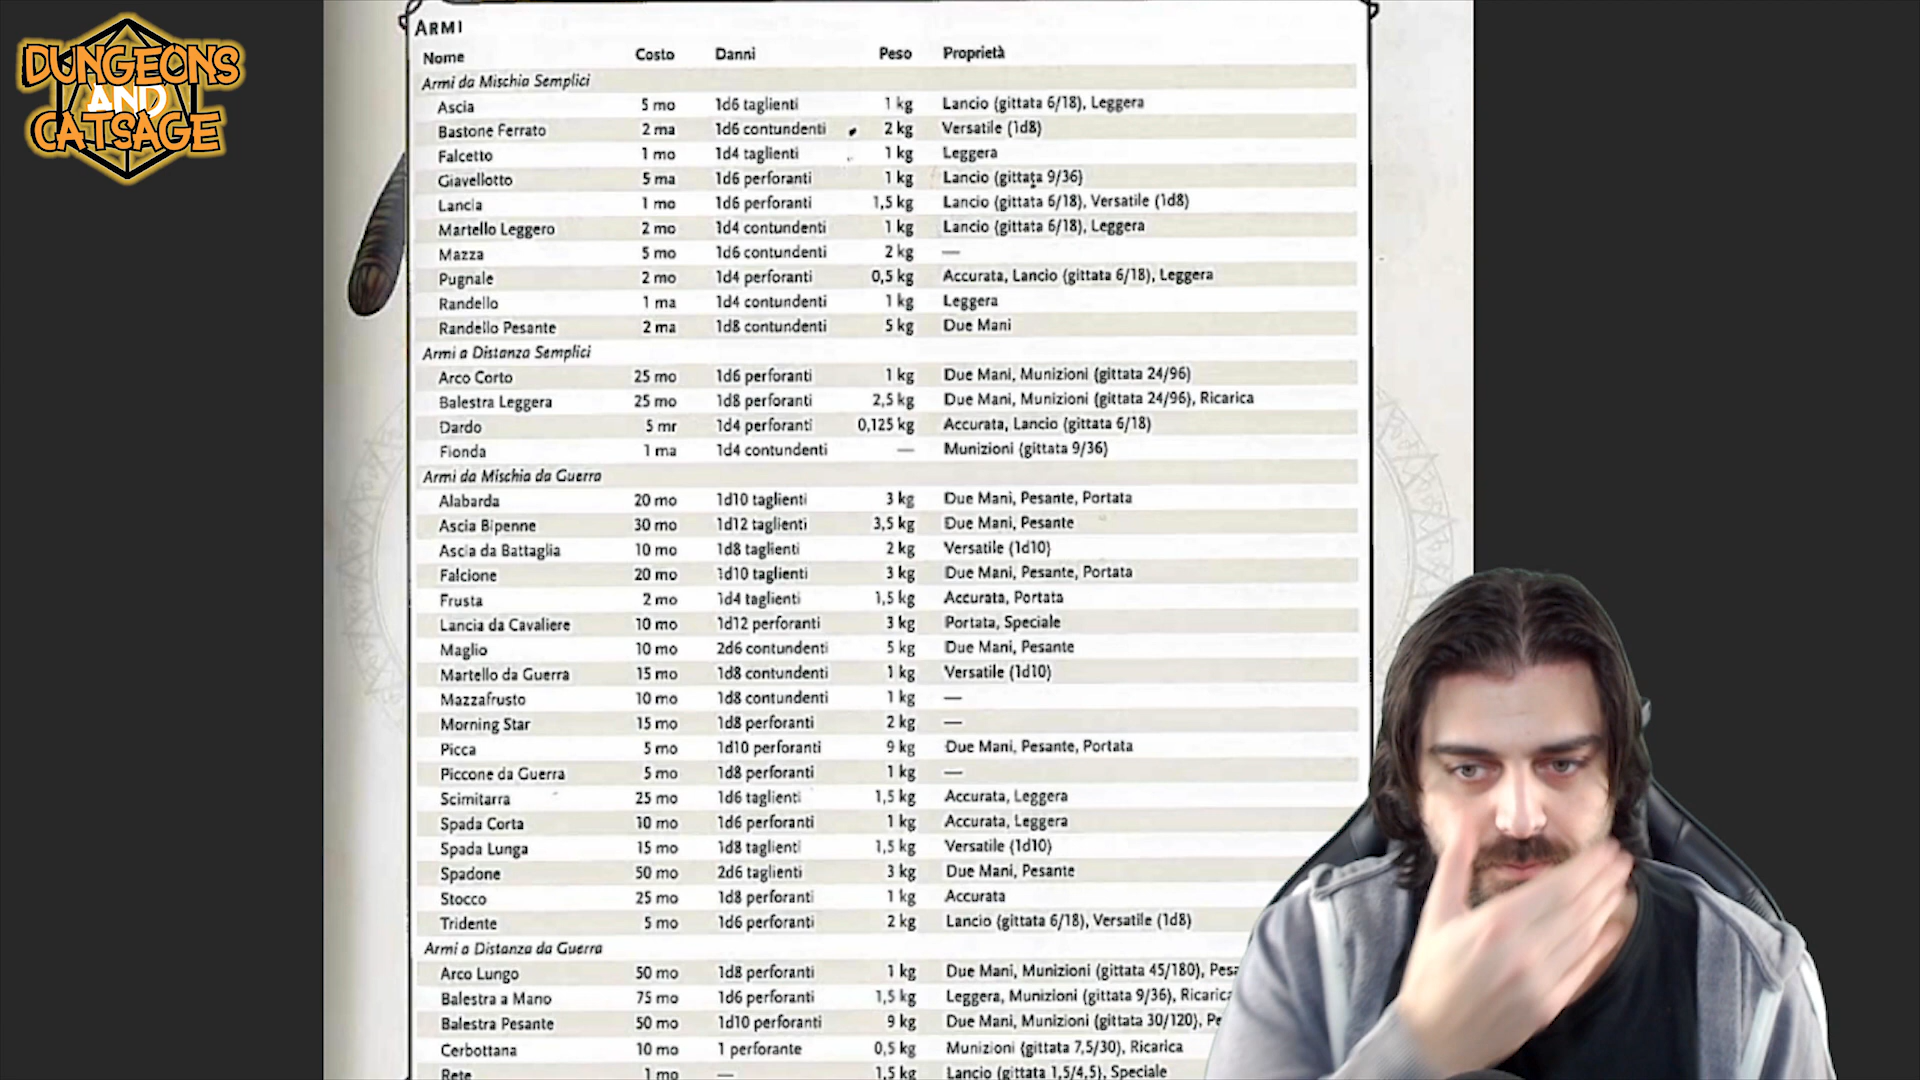 DUNGEONS
AND
CATSAGE
ARMI
Nome Costo Danni Peso Proprietà
Armi da Mischia Semplici
Ascia 5 mo 1d6 taglienti 1 kg Lancio (gittata 6/18), Leggera
Bastone Ferrato 2 ma 1d6 contundenti 2 kg Versatile (1d8)
Falcetto 1 mo 1d4 taglienti 1 kg Leggera
Giavellotto 5 ma 1d6 perforanti 1 kg Lancio (gittata 9/36)
Lancia 1 mo 1d6 perforanti 1,5 kg Lancio (gittata 6/18), Versatile (1d8)
Martello Leggero 2 mo 1d4 contundenti 1 kg Lancio (gittata 6/18), Leggera
Mazza 5 mo 1d6 contundenti 2 kg —
Pugnale 2 mo 1d4 perforanti 0,5 kg Accurata, Lancio (gittata 6/18), Leggera
Randello 1 ma 1d4 contundenti 1 kg Leggera
Randello Pesante 2 ma 1d8 contundenti 5 kg Due Mani
Armi a Distanza Semplici
Arco Corto 25 mo 1d6 perforanti 1 kg Due Mani, Munizioni (gittata 24/96)
Balestra Leggera 25 mo 1d8 perforanti 2,5 kg Due Mani, Munizioni (gittata 24/96), Ricarica
Dardo 5 mr 1d4 perforanti 0,125 kg Accurata, Lancio (gittata 6/18)
Fionda 1 ma 1d4 contundenti — Munizioni (gittata 9/36)
Armi da Mischia da Guerra
Alabarda 20 mo 1d10 taglienti 3 kg Due Mani, Pesante, Portata
Ascia Bipenne 30 mo 1d12 taglienti 3,5 kg Due Mani, Pesante
Ascia da Battaglia 10 mo 1d8 taglienti 2 kg Versatile (1d10)
Falcione 20 mo 1d10 taglienti 3 kg Due Mani, Pesante, Portata
Frusta 2 mo 1d4 taglienti 1,5 kg Accurata, Portata
Lancia da Cavaliere 10 mo 1d12 perforanti 3 kg Portata, Speciale
Maglio 10 mo 2d6 contundenti 5 kg Due Mani, Pesante
Martello da Guerra 15 mo 1d8 contundenti 1 kg Versatile (1d10)
Mazzafrusto 10 mo 1d8 contundenti 1 kg —
Morning Star 15 mo 1d8 perforanti 2 kg —
Picca 5 mo 1d10 perforanti 9 kg Due Mani, Pesante, Portata
Piccone da Guerra 5 mo 1d8 perforanti 1 kg —
Scimitarra 25 mo 1d6 taglienti 1,5 kg Accurata, Leggera
Spada Corta 10 mo 1d6 perforanti 1 kg Accurata, Leggera
Spada Lunga 15 mo 1d8 taglienti 1,5 kg Versatile (1d10)
Spadone 50 mo 2d6 taglienti 3 kg Due Mani, Pesante
Stocco 25 mo 1d8 perforanti 1 kg Accurata
Tridente 5 mo 1d6 perforanti 2 kg Lancio (gittata 6/18), Versatile (1d8)
Armi a Distanza da Guerra
Arco Lungo 50 mo 1d8 perforanti 1 kg Due Mani, Munizioni (gittata 45/180), Pesa
Balestra a Mano 75 mo 1d6 perforanti 1,5 kg Leggera, Munizioni (gittata 9/36), Ricarica
Balestra Pesante 50 mo 1d10 perforanti 9 kg Due Mani, Munizioni (gittata 30/120), Pe
Cerbottana 10 mo 1 perforante 0,5 kg Munizioni (gittata 7,5/30), Ricarica
Rete 1 mo — 1,5 kg Lancio (gittata 1,5/4,5), Speciale